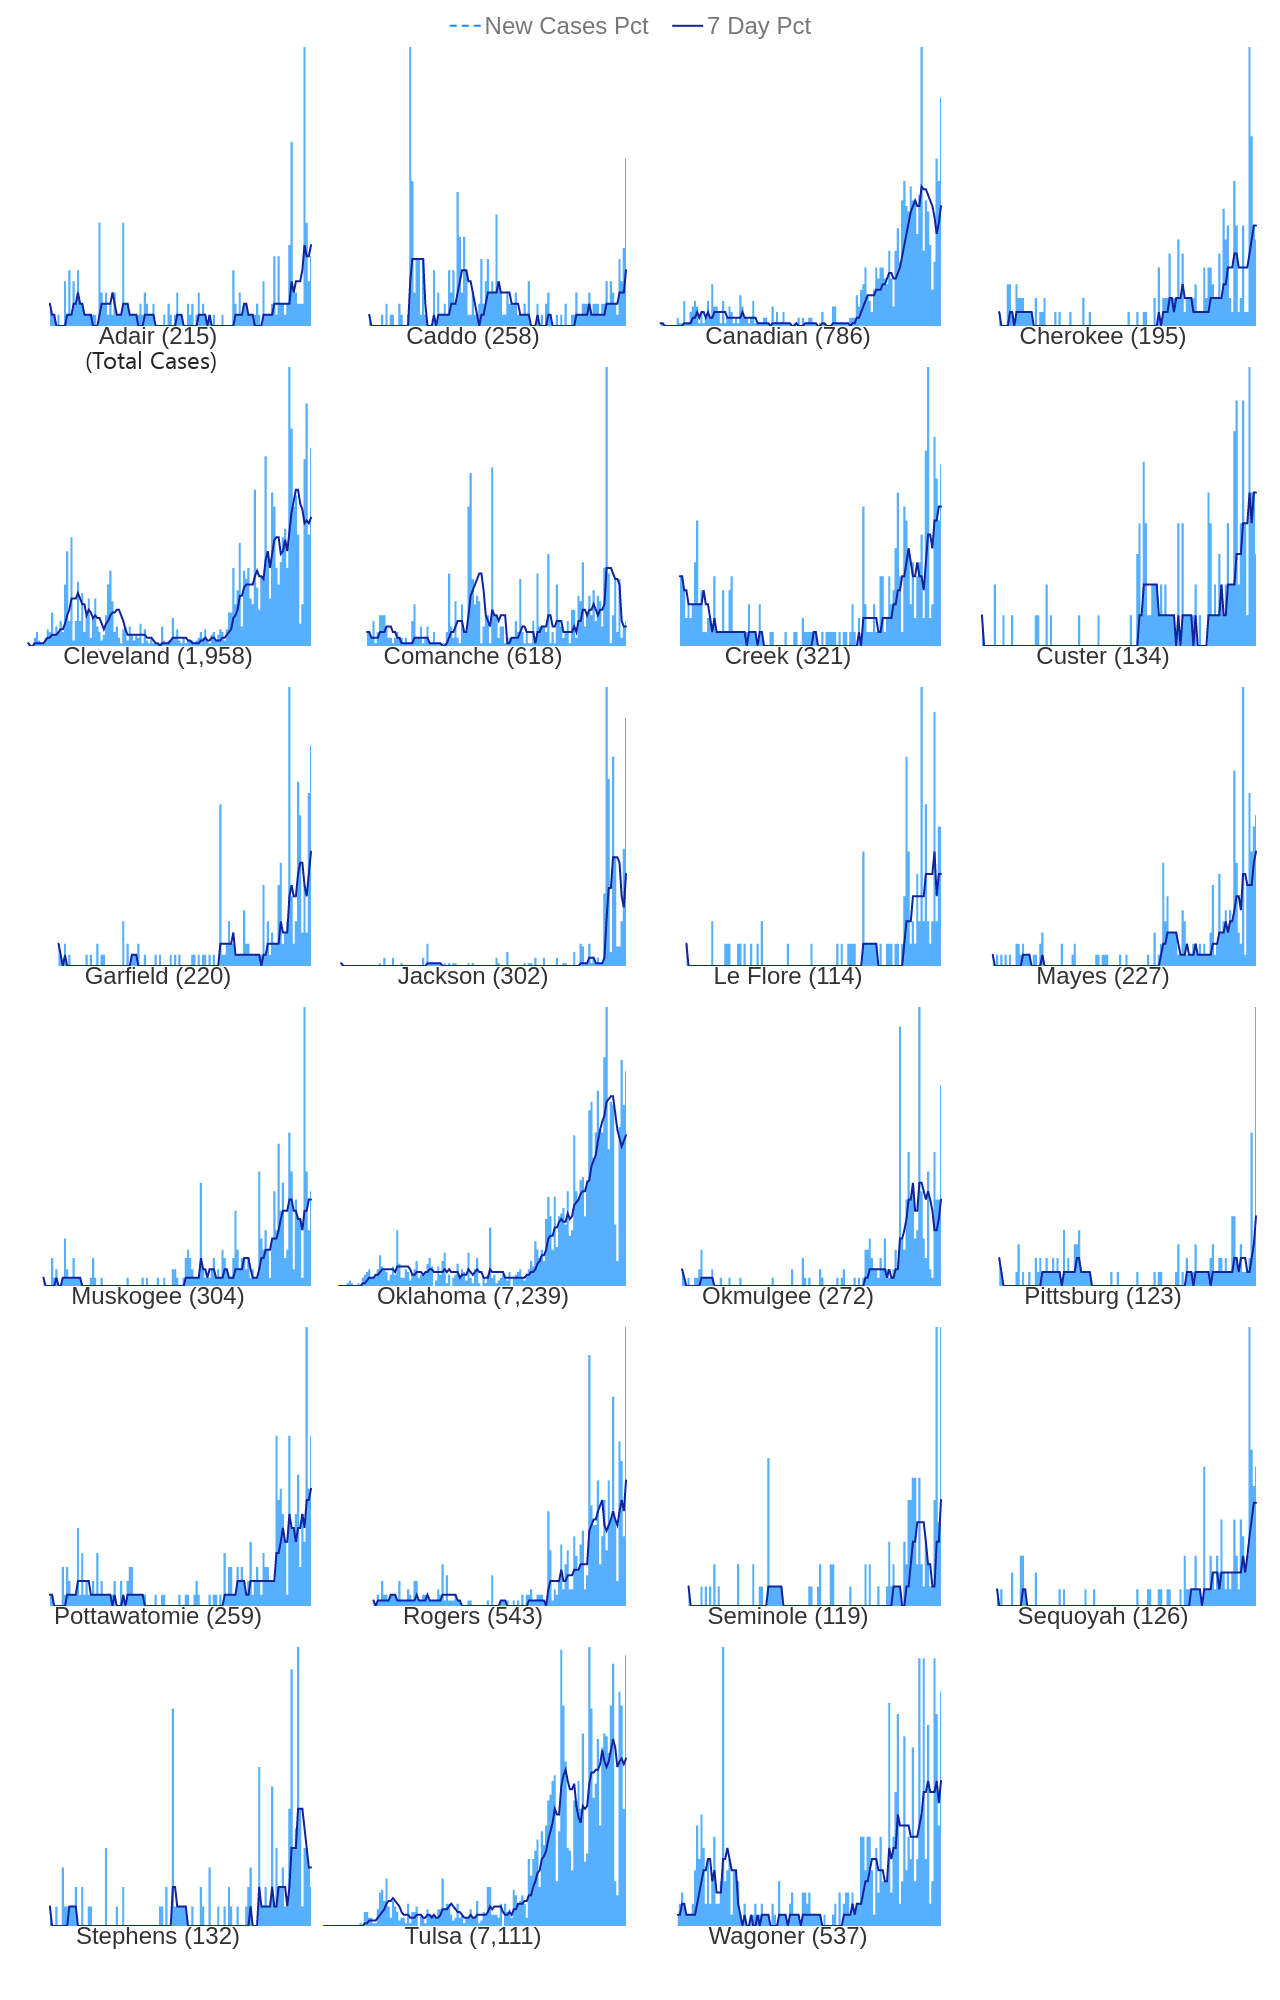 New Cases Pct 7 Day Pct
Adair (215) Caddo (258) Canadian (786) Cherokee (195)
(Total Cases)
Cleveland (1,958) Comanche (618) Creek (321) Custer (134)
Garfield (220) Jackson (302) Le Flore (114) Mayes (227)
Muskogee (304) Oklahoma (7,239) Okmulgee (272) Pittsburg (123)
Pottawatomie (259) Rogers (543) Seminole (119) Sequoyah (126)
Stephens (132) Tulsa (7,111) Wagoner (537)